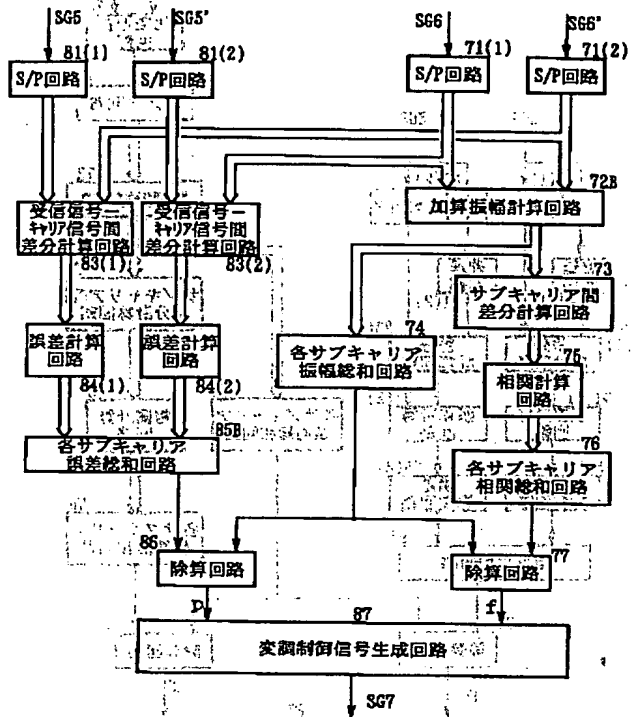 SG5
SG5'
SG6
SG6'
81(1)
81(2)
71(1)
71(2)
S/P回路
S/P回路
S/P回路
S/P回路
72B
受信信号ー
キャリア信号間
差分計算回路
受信信号ー
キャリア信号間
差分計算回路
加算振幅計算回路
83(1)
83(2)
73
サブキャリア間
差分計算回路
74
誤差計算
回路
誤差計算
回路
各サブキャリア
振幅総和回路
75
相関計算
回路
84(1)
84(2)
85B
各サブキャリア
誤差総和回路
76
各サブキャリア
相関総和回路
86
除算回路
77
除算回路
D
f
87
変調制御信号生成回路
SG7